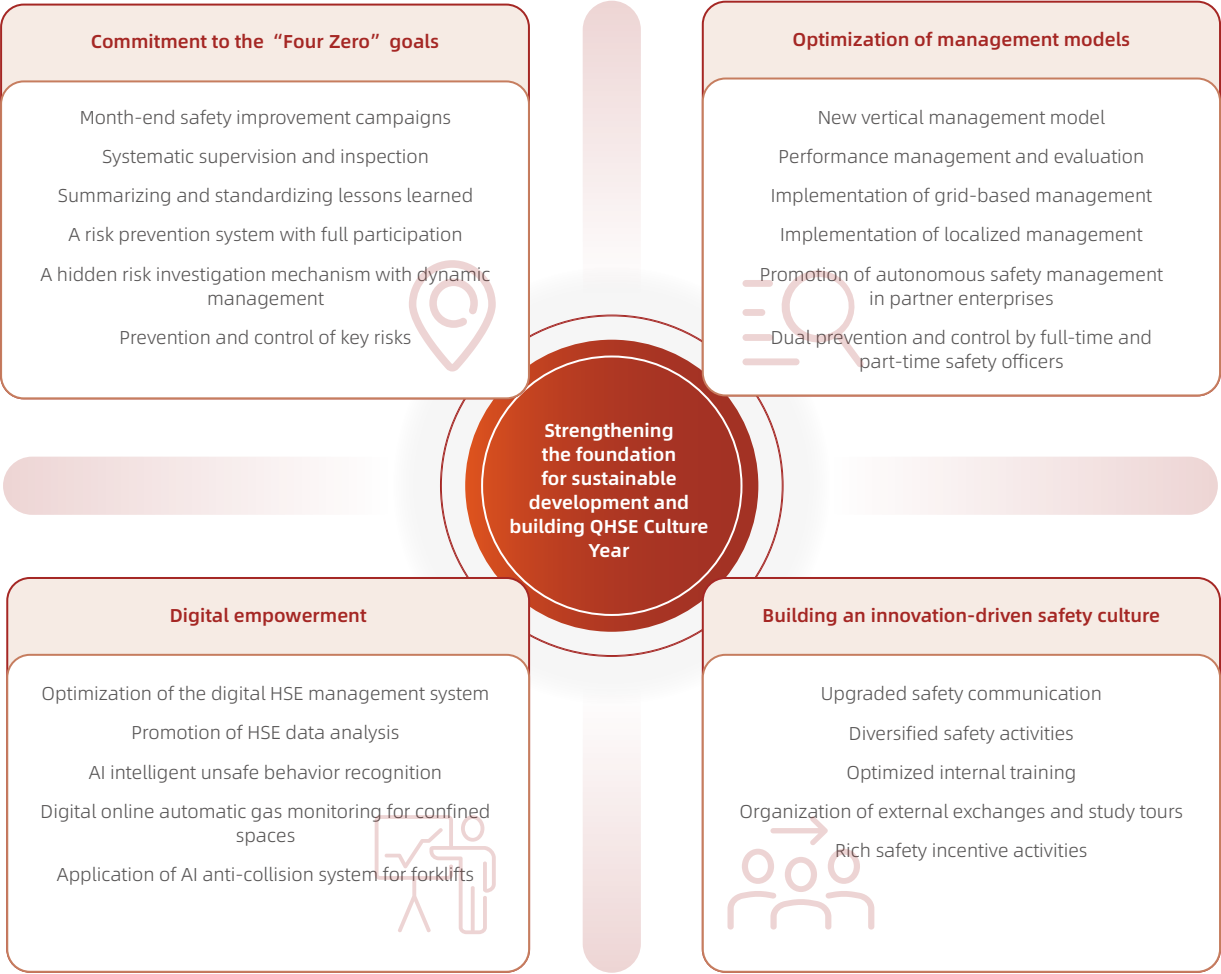 Commitment to the “Four Zero” goals
Month-end safety improvement campaigns
Systematic supervision and inspection
Summarizing and standardizing lessons learned
A risk prevention system with full participation
A hidden risk investigation mechanism with dynamic
management
Prevention and control of key risks
Optimization of management models
New vertical management model
Performance management and evaluation
Implementation of grid-based management
Implementation of localized management
Promotion of autonomous safety management
in partner enterprises
Dual prevention and control by full-time and
part-time safety officers
Strengthening
the foundation
for sustainable
development and
building QHSE Culture
Year
Digital empowerment
Optimization of the digital HSE management system
Promotion of HSE data analysis
AI intelligent unsafe behavior recognition
Digital online automatic gas monitoring for confined
spaces
Application of AI anti-collision system for forklifts
Building an innovation-driven safety culture
Upgraded safety communication
Diversified safety activities
Optimized internal training
Organization of external exchanges and study tours
Rich safety incentive activities